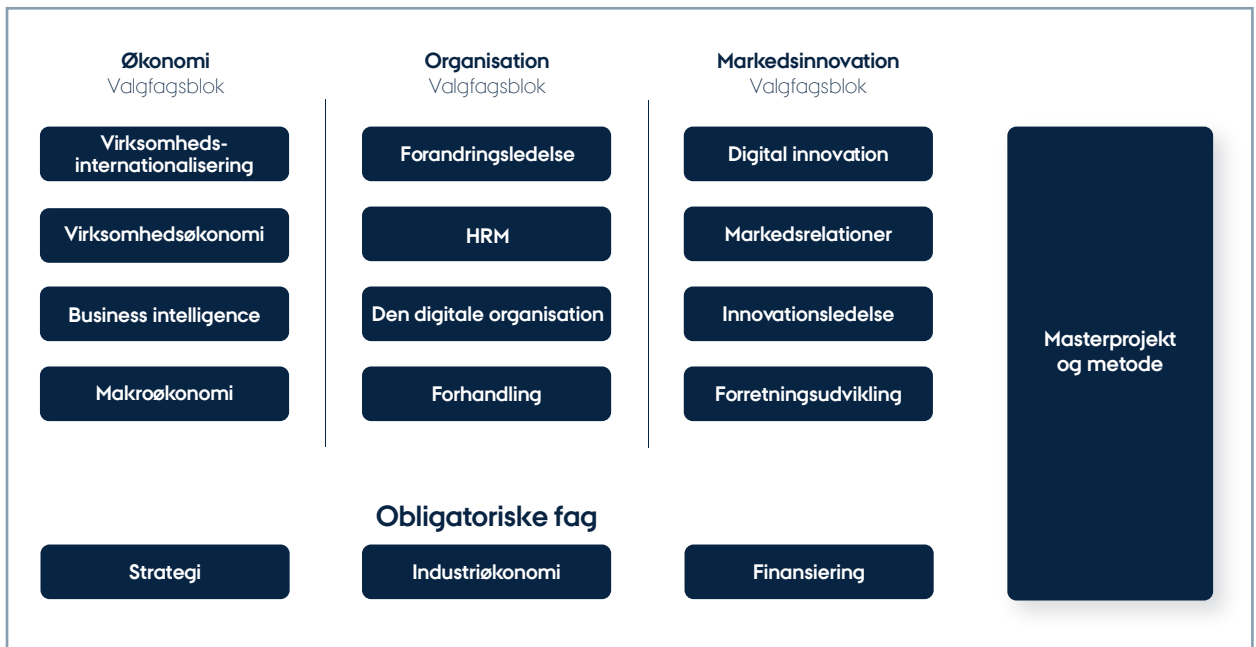 Økonomi
Valgfagsblok
Virksomheds-
internationalisering
Virksomhedsøkonomi
Business intelligence
Makroøkonomi
Organisation
Valgfagsblok
Forandringsledelse
HRM
Den digitale organisation
Forhandling
Markedsinnovation
Valgfagsblok
Digital innovation
Markedsrelationer
Innovationsledelse
Forretningsudvikling
Masterprojekt
og metode
Obligatoriske fag
Strategi
Industriøkonomi
Finansiering